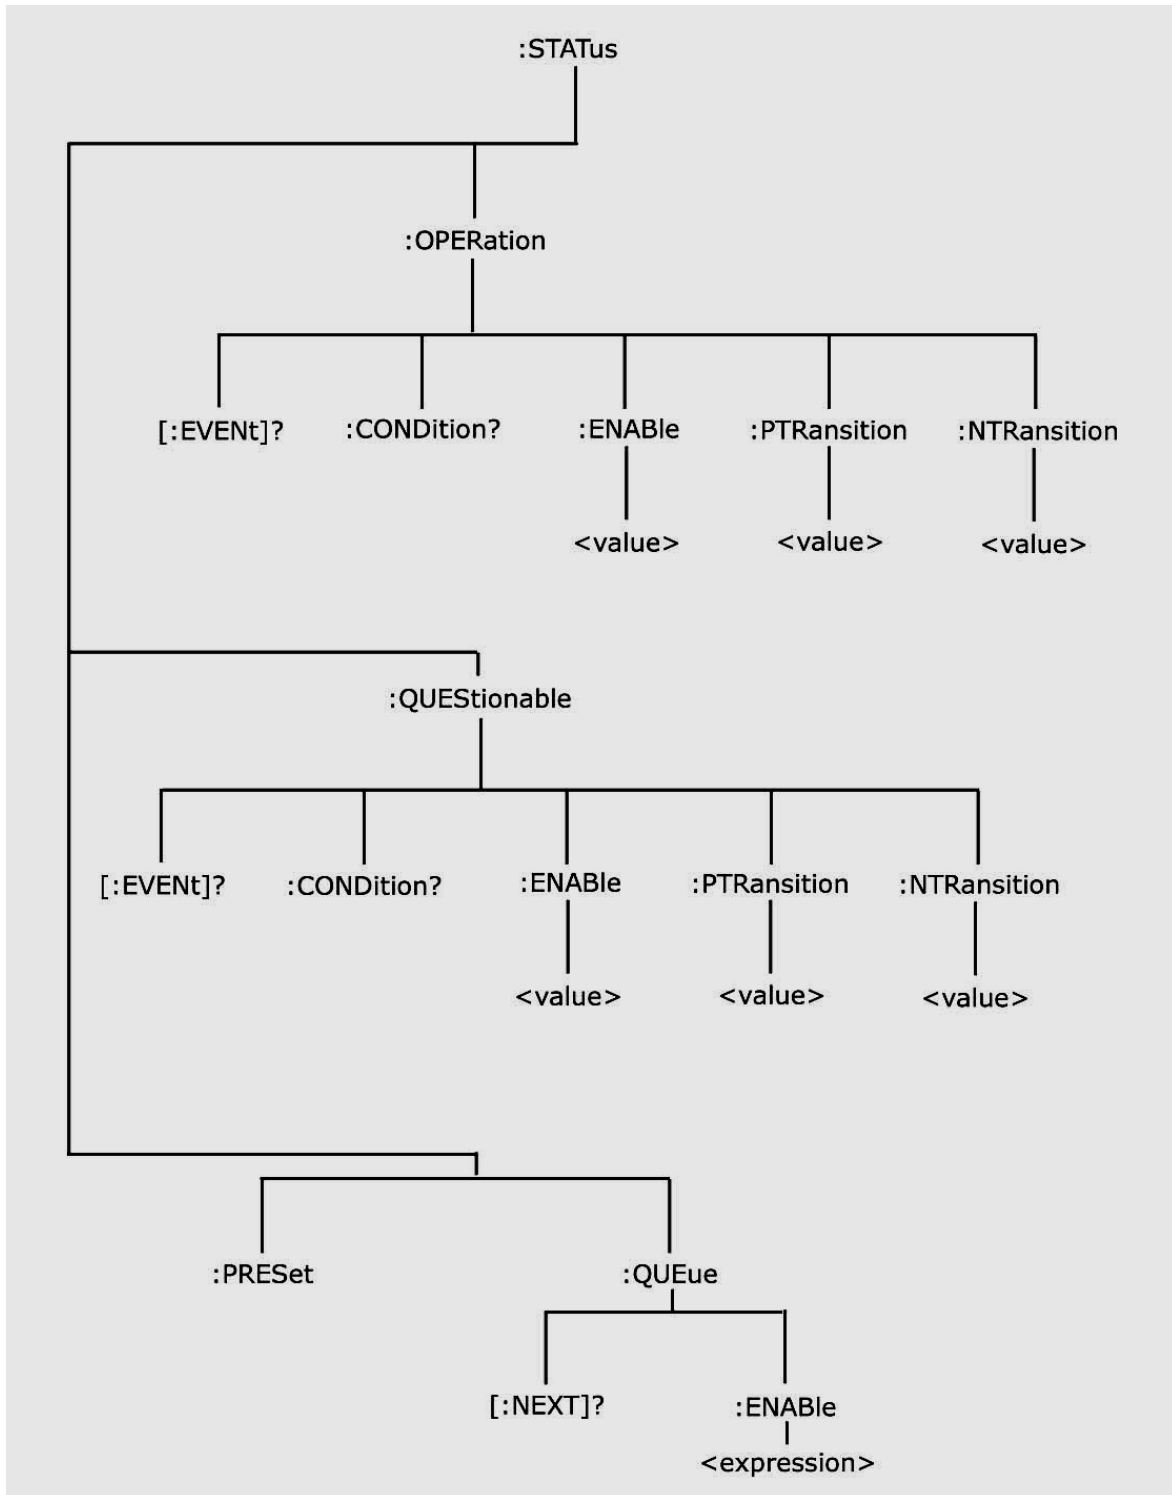 :STATus
:OPERation
[:EVENt]? :CONDition? :ENABle :PTRansition :NTRansition
<value> <value> <value>
:QUEStionable
[:EVENt]? :CONDition? :ENABle :PTRansition :NTRansition
<value> <value> <value>
:PRESet :QUEue
[:NEXT]? :ENABle
<expression>